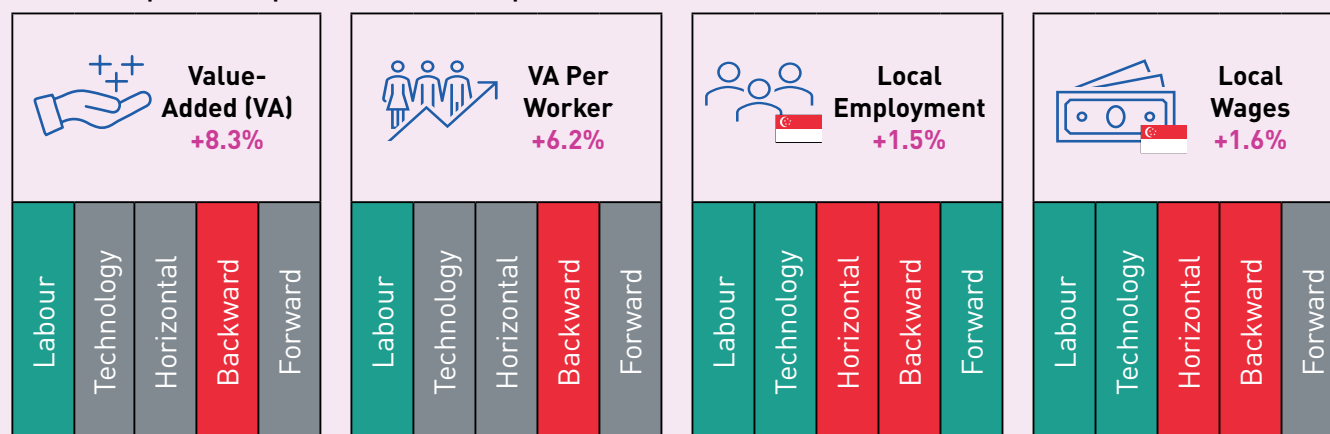 Value-
Added (VA)
+8.3%
Labour
Technology
Horizontal
Backward
Forward
VA Per
Worker
+6.2%
Labour
Technology
Horizontal
Backward
Forward
Local
Employment
+1.5%
Labour
Technology
Horizontal
Backward
Forward
Local
Wages
+1.6%
Labour
Technology
Horizontal
Backward
Forward